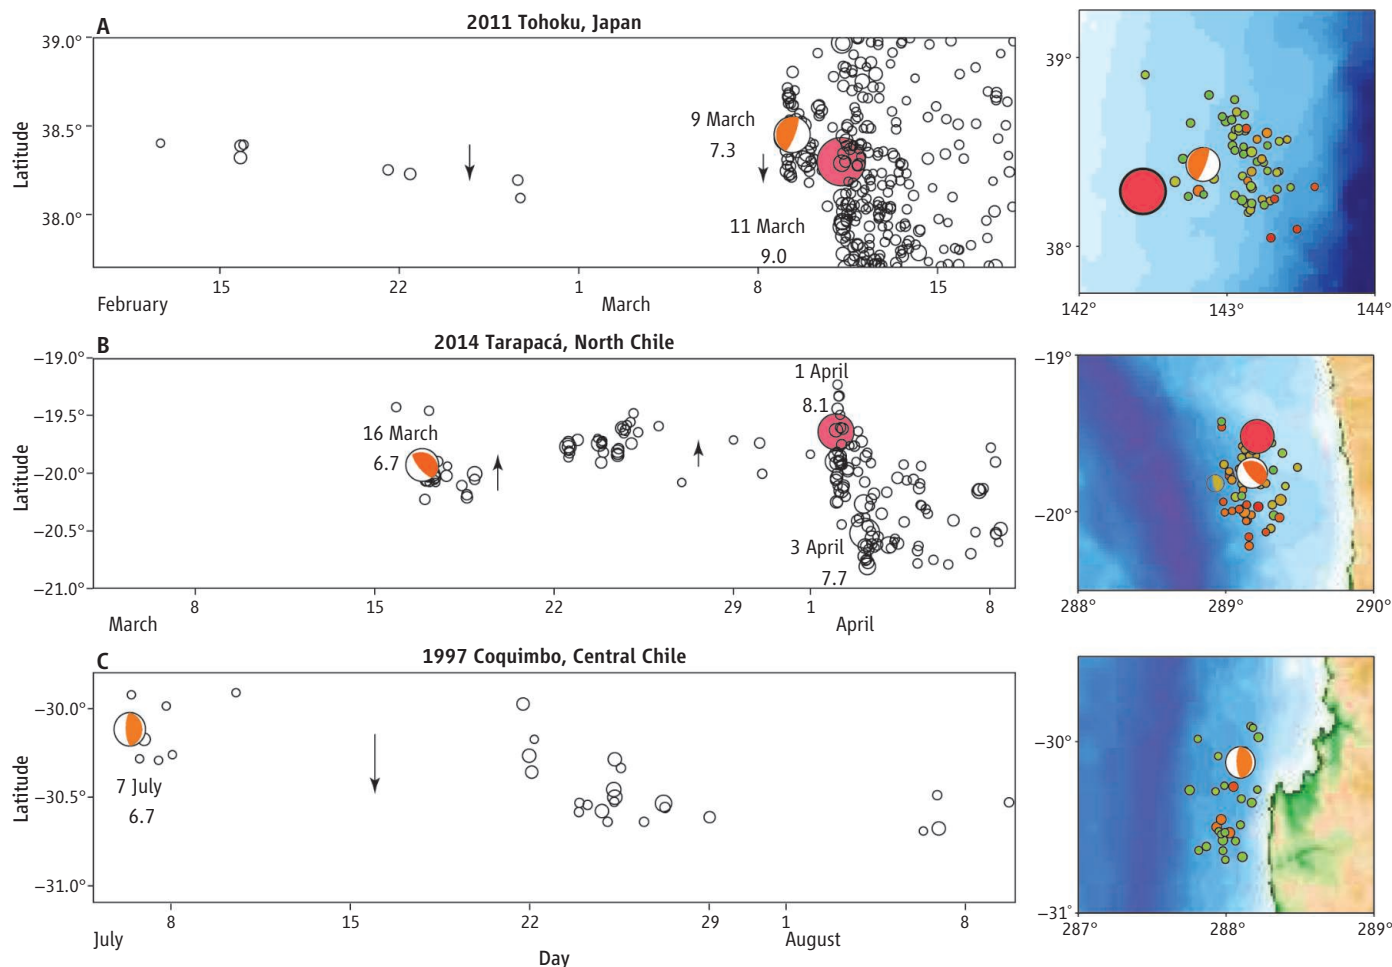 A
2011 Tohoku, Japan
39.0°
38.5°
38.0°
Latitude
9 March
7.3
11 March
9.0
15
22
1
8
15
February
March
39°
38°
142°
143°
144°
B
2014 Tarapacá, North Chile
−19.0°
−19.5°
−20.0°
−20.5°
−21.0°
Latitude
16 March
6.7
1 April
8.1
3 April
7.7
8
15
22
29
1
8
March
April
−19°
−20°
288°
289°
290°
C
1997 Coquimbo, Central Chile
−30.0°
−30.5°
−31.0°
Latitude
7 July
6.7
8
15
22
29
1
8
July
August
Day
−30°
−31°
287°
288°
289°